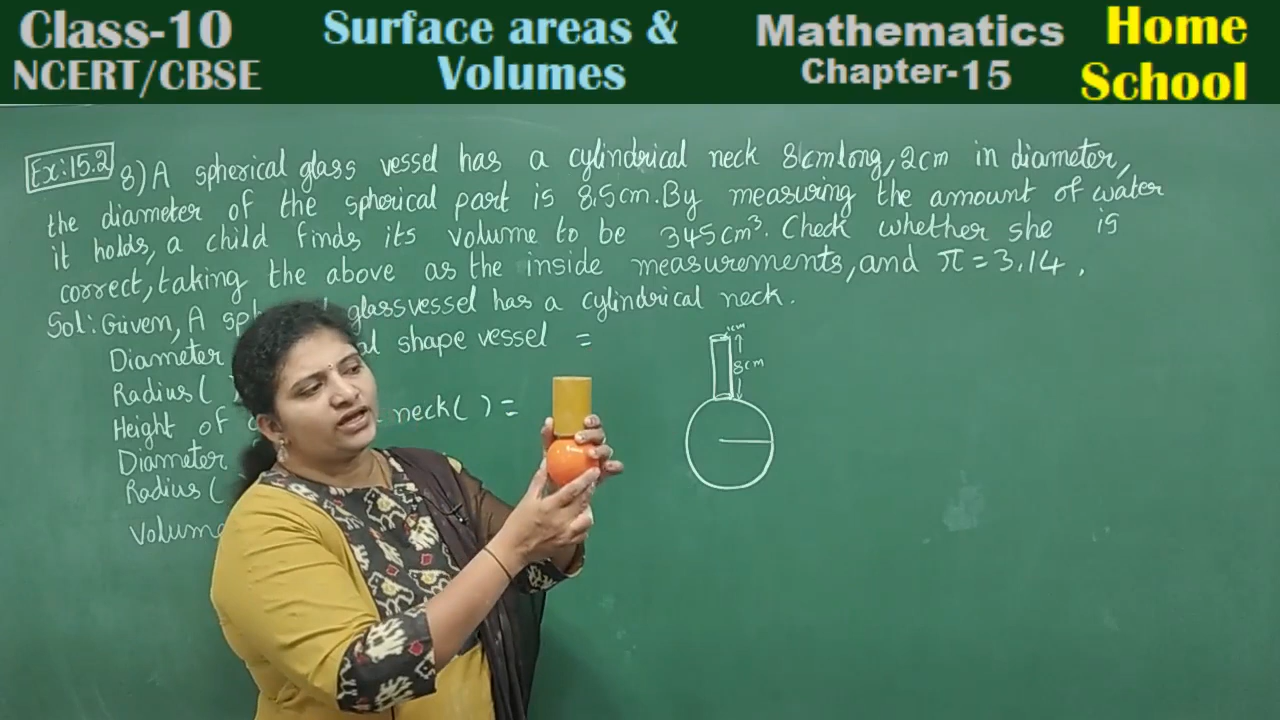 Class-10
NCERT/CBSE
Surface areas &
Volumes
Mathematics
Chapter-15
Home
School
Ex:15.2 8) A spherical glass vessel has a cylindrical neck 8cm long, 2cm in diameter,
the diameter of the spherical part is 8.5cm. By measuring the amount of water
it holds, a child finds its volume to be 345cm³. Check whether she is
correct, taking the above as the inside measurements, and π = 3.14.
Sol: Given, A glass vessel has a cylindrical neck.
Diameter shape vessel =
Radius (
Height of neck ( ) =
Diameter
Radius (
Volume
8cm